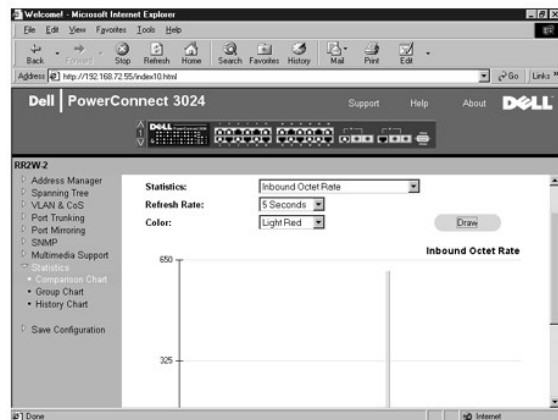 Welcome! - Microsoft Internet Explorer
File Edit View Favorites Tools Help
Back Forward Stop Refresh Home Search Favorites History Mail Print Edit
Address http://192.168.72.55/index10.html Go Links »
Dell PowerConnect 3024 Support Help About DELL
DELL
1
RR2W-2
Address Manager
Spanning Tree
VLAN & CoS
Port Trunking
Port Mirroring
SNMP
Multimedia Support
Statistics
Comparison Chart
Group Chart
History Chart
Save Configuration
Statistics: Inbound Octet Rate
Refresh Rate: 5 Seconds
Color: Light Red Draw
Inbound Octet Rate
650
325
Done Internet